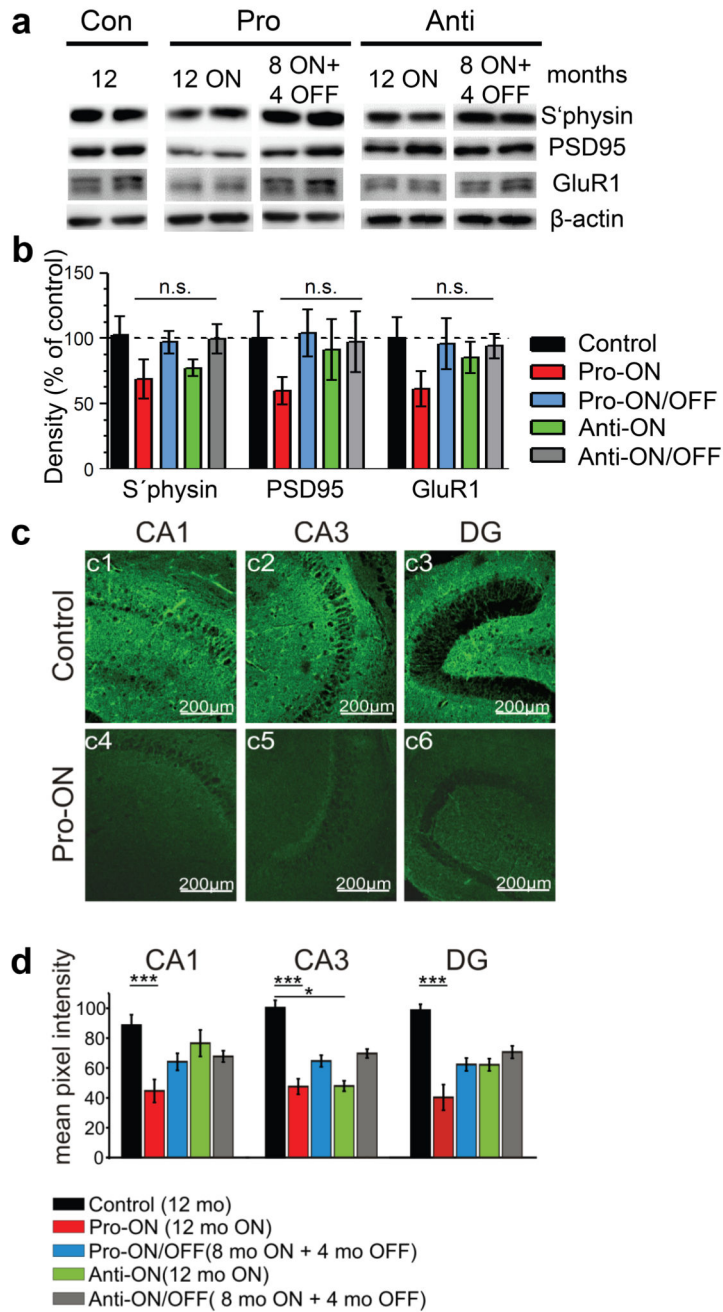 a
Con Pro Anti
12 12 ON 8 ON+ 4 OFF 12 ON 8 ON+ 4 OFF months
S‘physin
PSD95
GluR1
β-actin
b
Density (% of control)
150
100
50
0
n.s. n.s. n.s.
S´physin PSD95 GluR1
Control
Pro-ON
Pro-ON/OFF
Anti-ON
Anti-ON/OFF
c
CA1 CA3 DG
Control
c1 c2 c3
200µm 200µm 200µm
Pro-ON
c4 c5 c6
200µm 200µm 200µm
d
CA1 CA3 DG
mean pixel intensity
100
80
60
40
20
0
*** *** ***
*
Control (12 mo)
Pro-ON (12 mo ON)
Pro-ON/OFF(8 mo ON + 4 mo OFF)
Anti-ON(12 mo ON)
Anti-ON/OFF( 8 mo ON + 4 mo OFF)